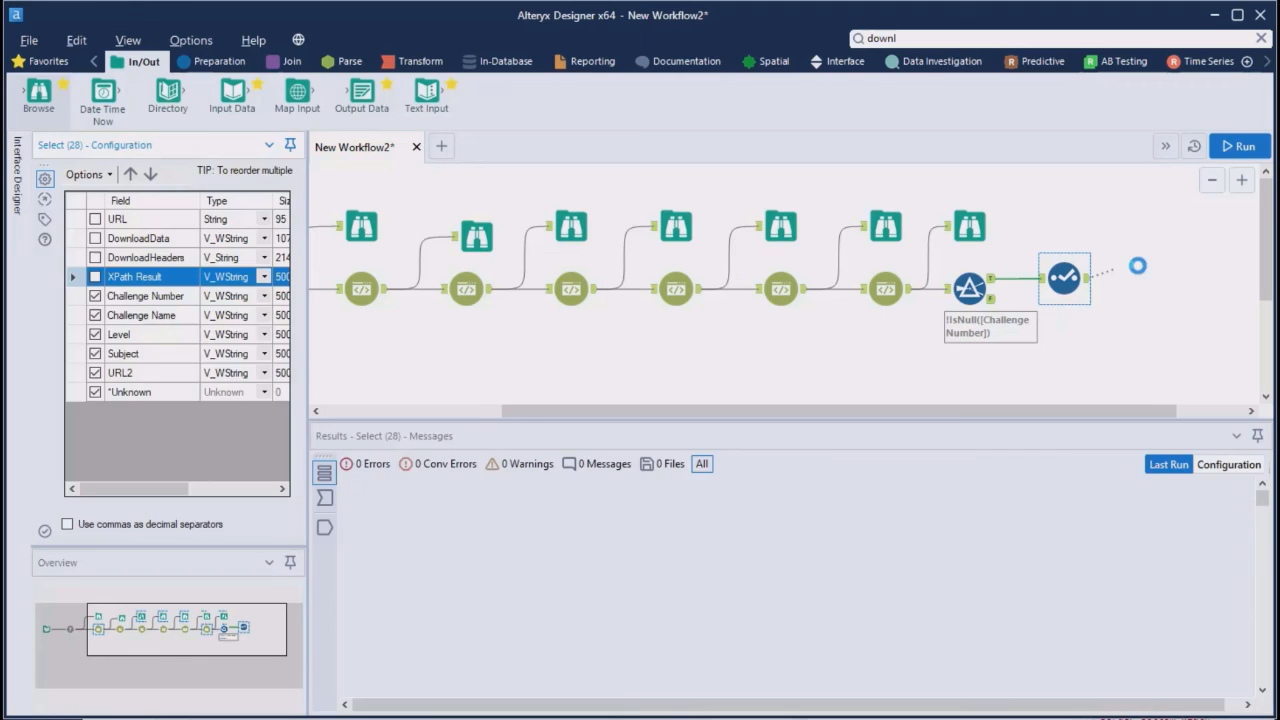 Alteryx Designer x64 - New Workflow2*
File Edit View Options Help
downl
Favorites In/Out Preparation Join Parse Transform In-Database Reporting Documentation Spatial Interface Data Investigation Predictive AB Testing Time Series
Browse Date Time Now Directory Input Data Map Input Output Data Text Input
Interface Designer
Select (28) - Configuration
New Workflow2*
Run
Options
TIP: To reorder multiple
Field Type Siz
URL String 95
DownloadData V_WString 107
DownloadHeaders V_String 214
XPath Result V_WString 500
Challenge Number V_WString 500
Challenge Name V_WString 500
Level V_WString 500
Subject V_WString 500
URL2 V_WString 500
*Unknown Unknown 0
T
F
!IsNull([Challenge
Number])
Use commas as decimal separators
Overview
Results - Select (28) - Messages
0 Errors 0 Conv Errors 0 Warnings 0 Messages 0 Files All
Last Run Configuration